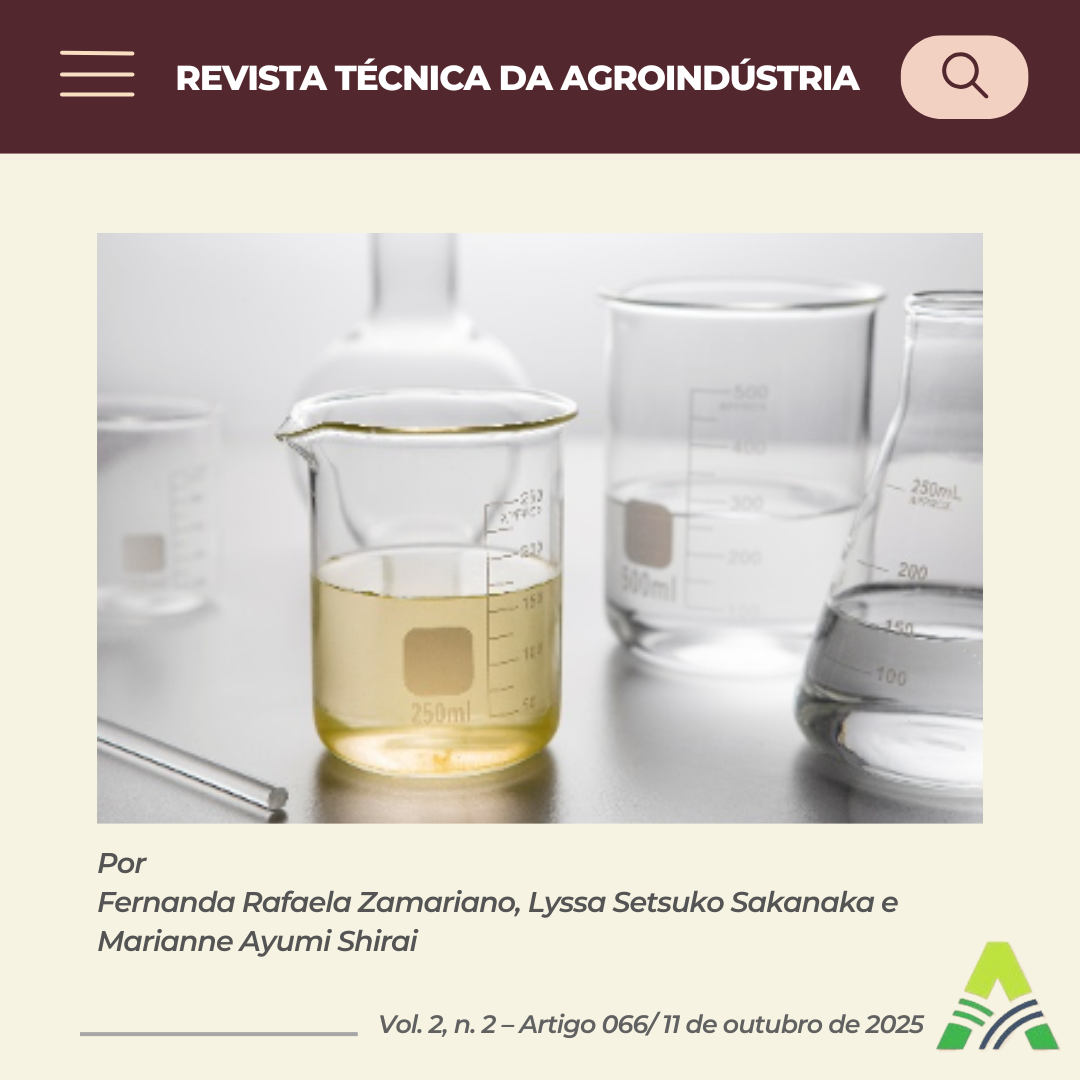 REVISTA TÉCNICA DA AGROINDÚSTRIA
500
400
300
200
100
500ml
250mL
APPROX
200
150
100
250
200
150
100
50
250ml
Por
Fernanda Rafaela Zamariano, Lyssa Setsuko Sakanaka e
Marianne Ayumi Shirai
Vol. 2, n. 2 – Artigo 066/ 11 de outubro de 2025